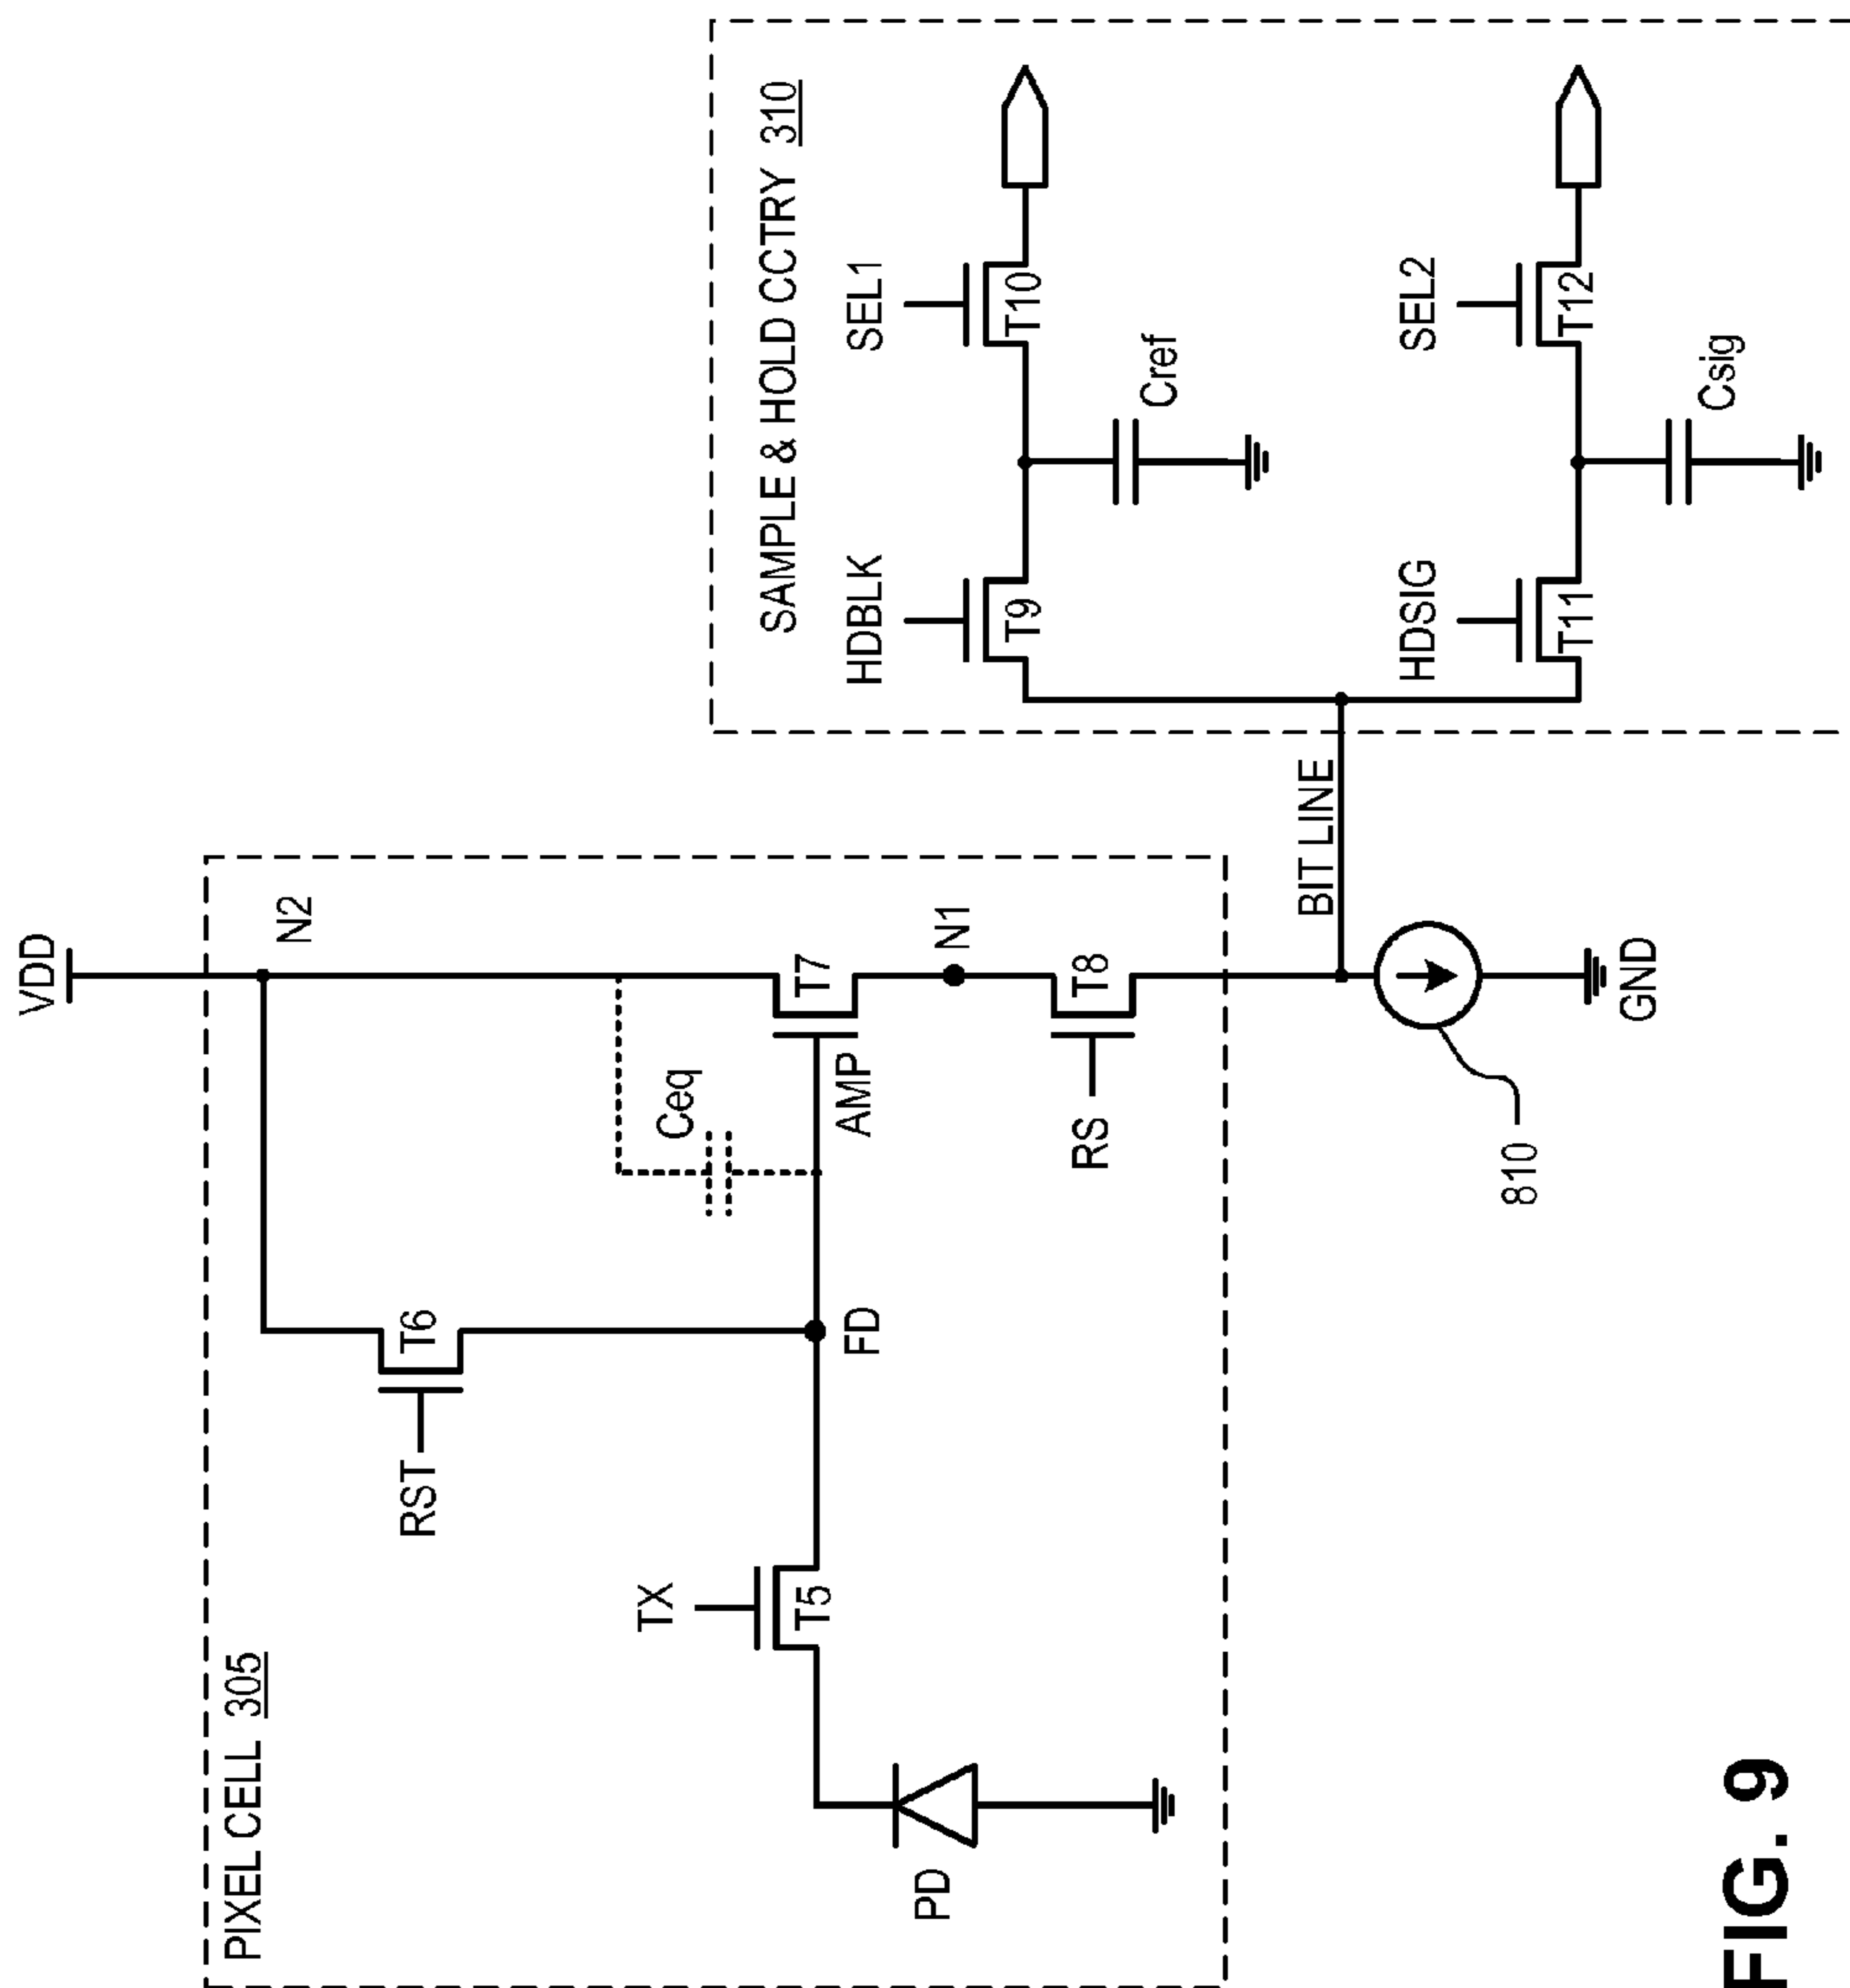 VDD
PIXEL CELL 305
N2
RST
T6
Ceq
TX
T5
FD
AMP
T7
N1
PD
RS
T8
BIT LINE
810
GND
SAMPLE & HOLD CCTRY 310
HDBLK
SEL1
T9
T10
Cref
HDSIG
SEL2
T11
T12
Csig
FIG. 9